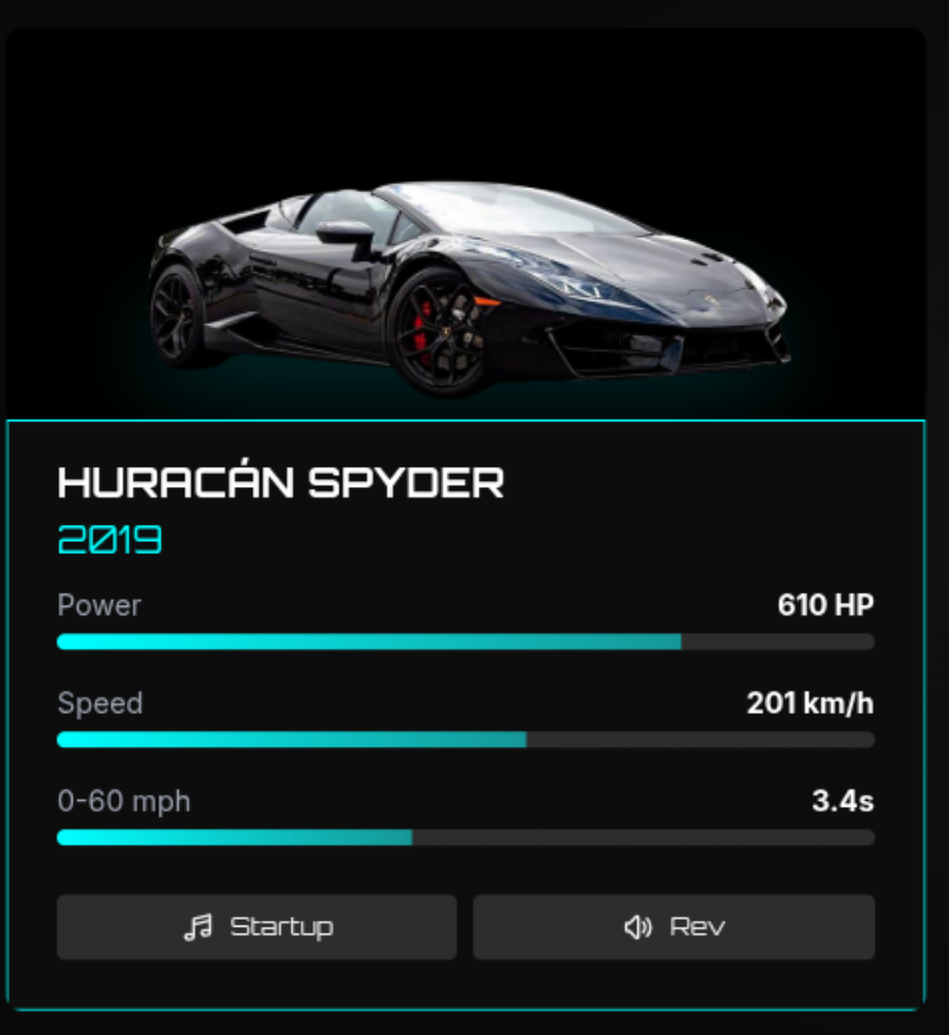 HURACÁN SPYDER
2019
Power 610 HP
Speed 201 km/h
0-60 mph 3.4s
Startup Rev